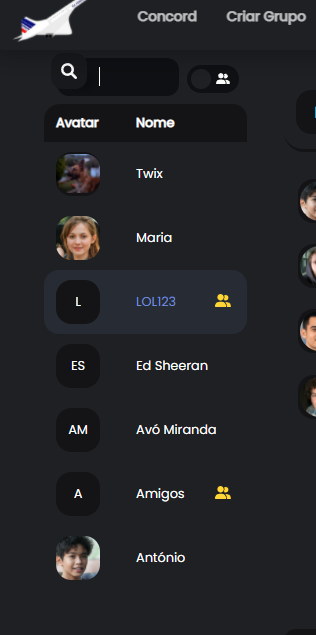 Concord Criar Grupo
Avatar Nome
Twix
Maria
L LOL123
ES Ed Sheeran
AM Avó Miranda
A Amigos
António